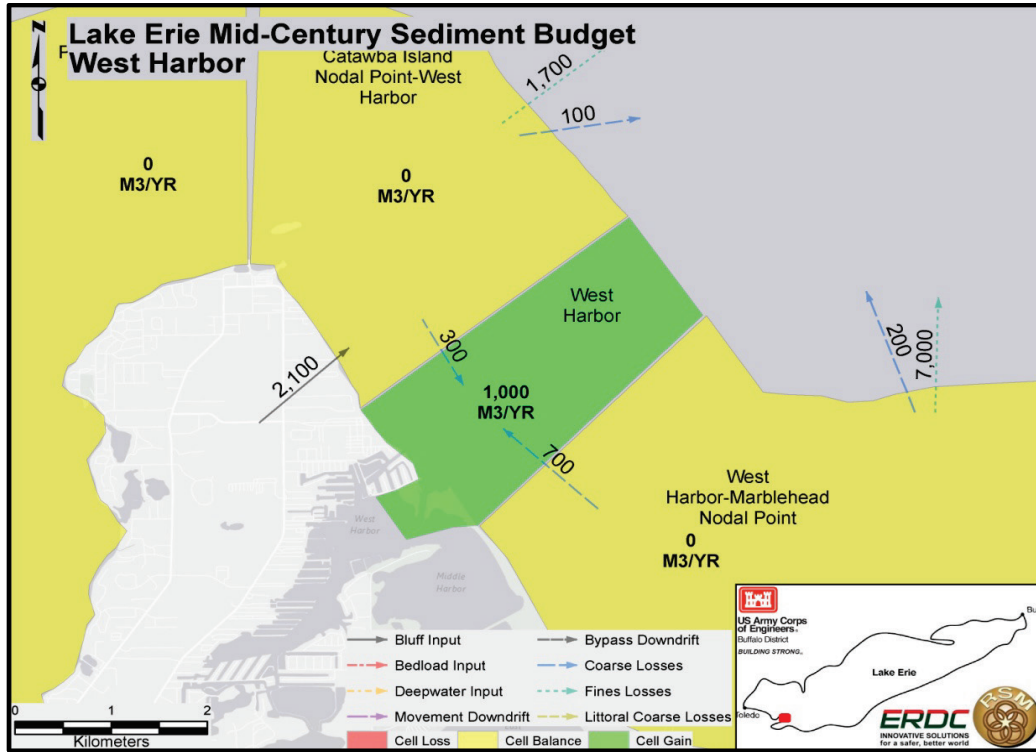 Lake Erie Mid-Century Sediment Budget
West Harbor
N
P
Catawba Island
Nodal Point-West
Harbor
1,700
100
0
M3/YR
0
M3/YR
West
Harbor
300
2,100
1,000
M3/YR
700
200
7,000
West
Harbor-Marblehead
Nodal Point
0
M3/YR
West
Harbor
Middle
Harbor
Bluff Input
Bedload Input
Deepwater Input
Movement Downdrift
Bypass Downdrift
Coarse Losses
Fines Losses
Littoral Coarse Losses
Cell Loss
Cell Balance
Cell Gain
0 1 2
Kilometers
US Army Corps
of Engineers®
Buffalo District
BUILDING STRONG®
Bu
Lake Erie
Toledo
ERDC
INNOVATIVE SOLUTIONS
for a safer, better world
RSM